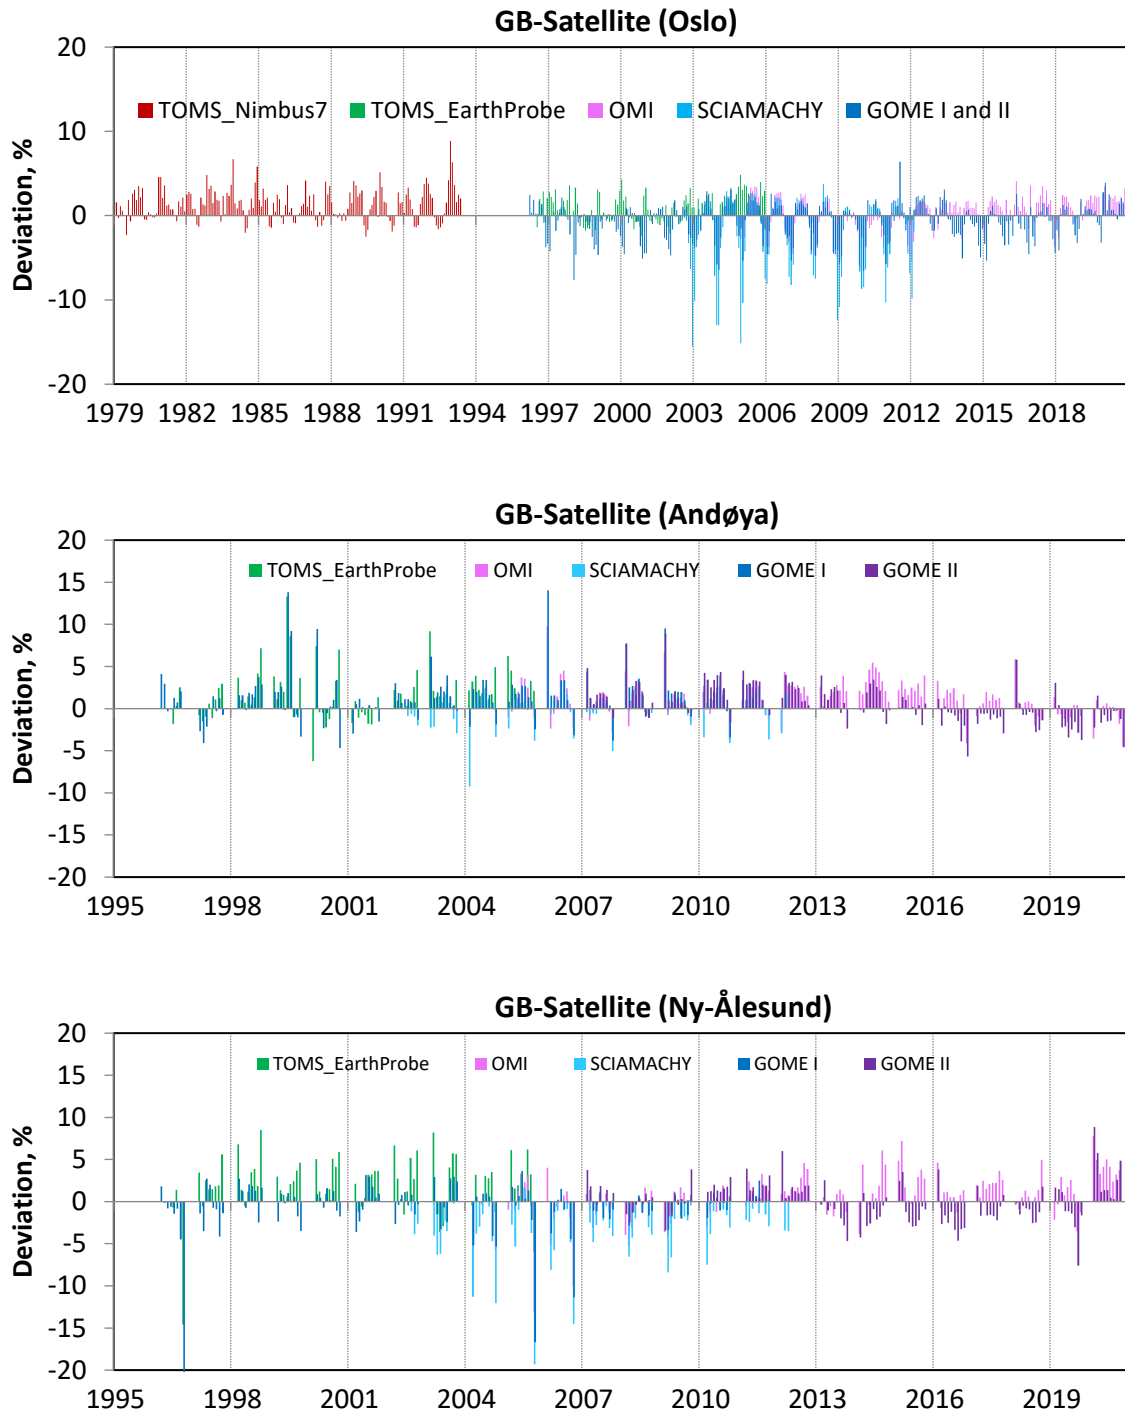 GB-Satellite (Oslo)
20
TOMS_Nimbus7 TOMS_EarthProbe OMI SCIAMACHY GOME I and II
10
0
-10
-20
Deviation, %
1979 1982 1985 1988 1991 1994 1997 2000 2003 2006 2009 2012 2015 2018
GB-Satellite (Andøya)
20
TOMS_EarthProbe OMI SCIAMACHY GOME I GOME II
15
10
5
0
-5
-10
-15
-20
Deviation, %
1995 1998 2001 2004 2007 2010 2013 2016 2019
GB-Satellite (Ny-Ålesund)
20
TOMS_EarthProbe OMI SCIAMACHY GOME I GOME II
15
10
5
0
-5
-10
-15
-20
Deviation, %
1995 1998 2001 2004 2007 2010 2013 2016 2019